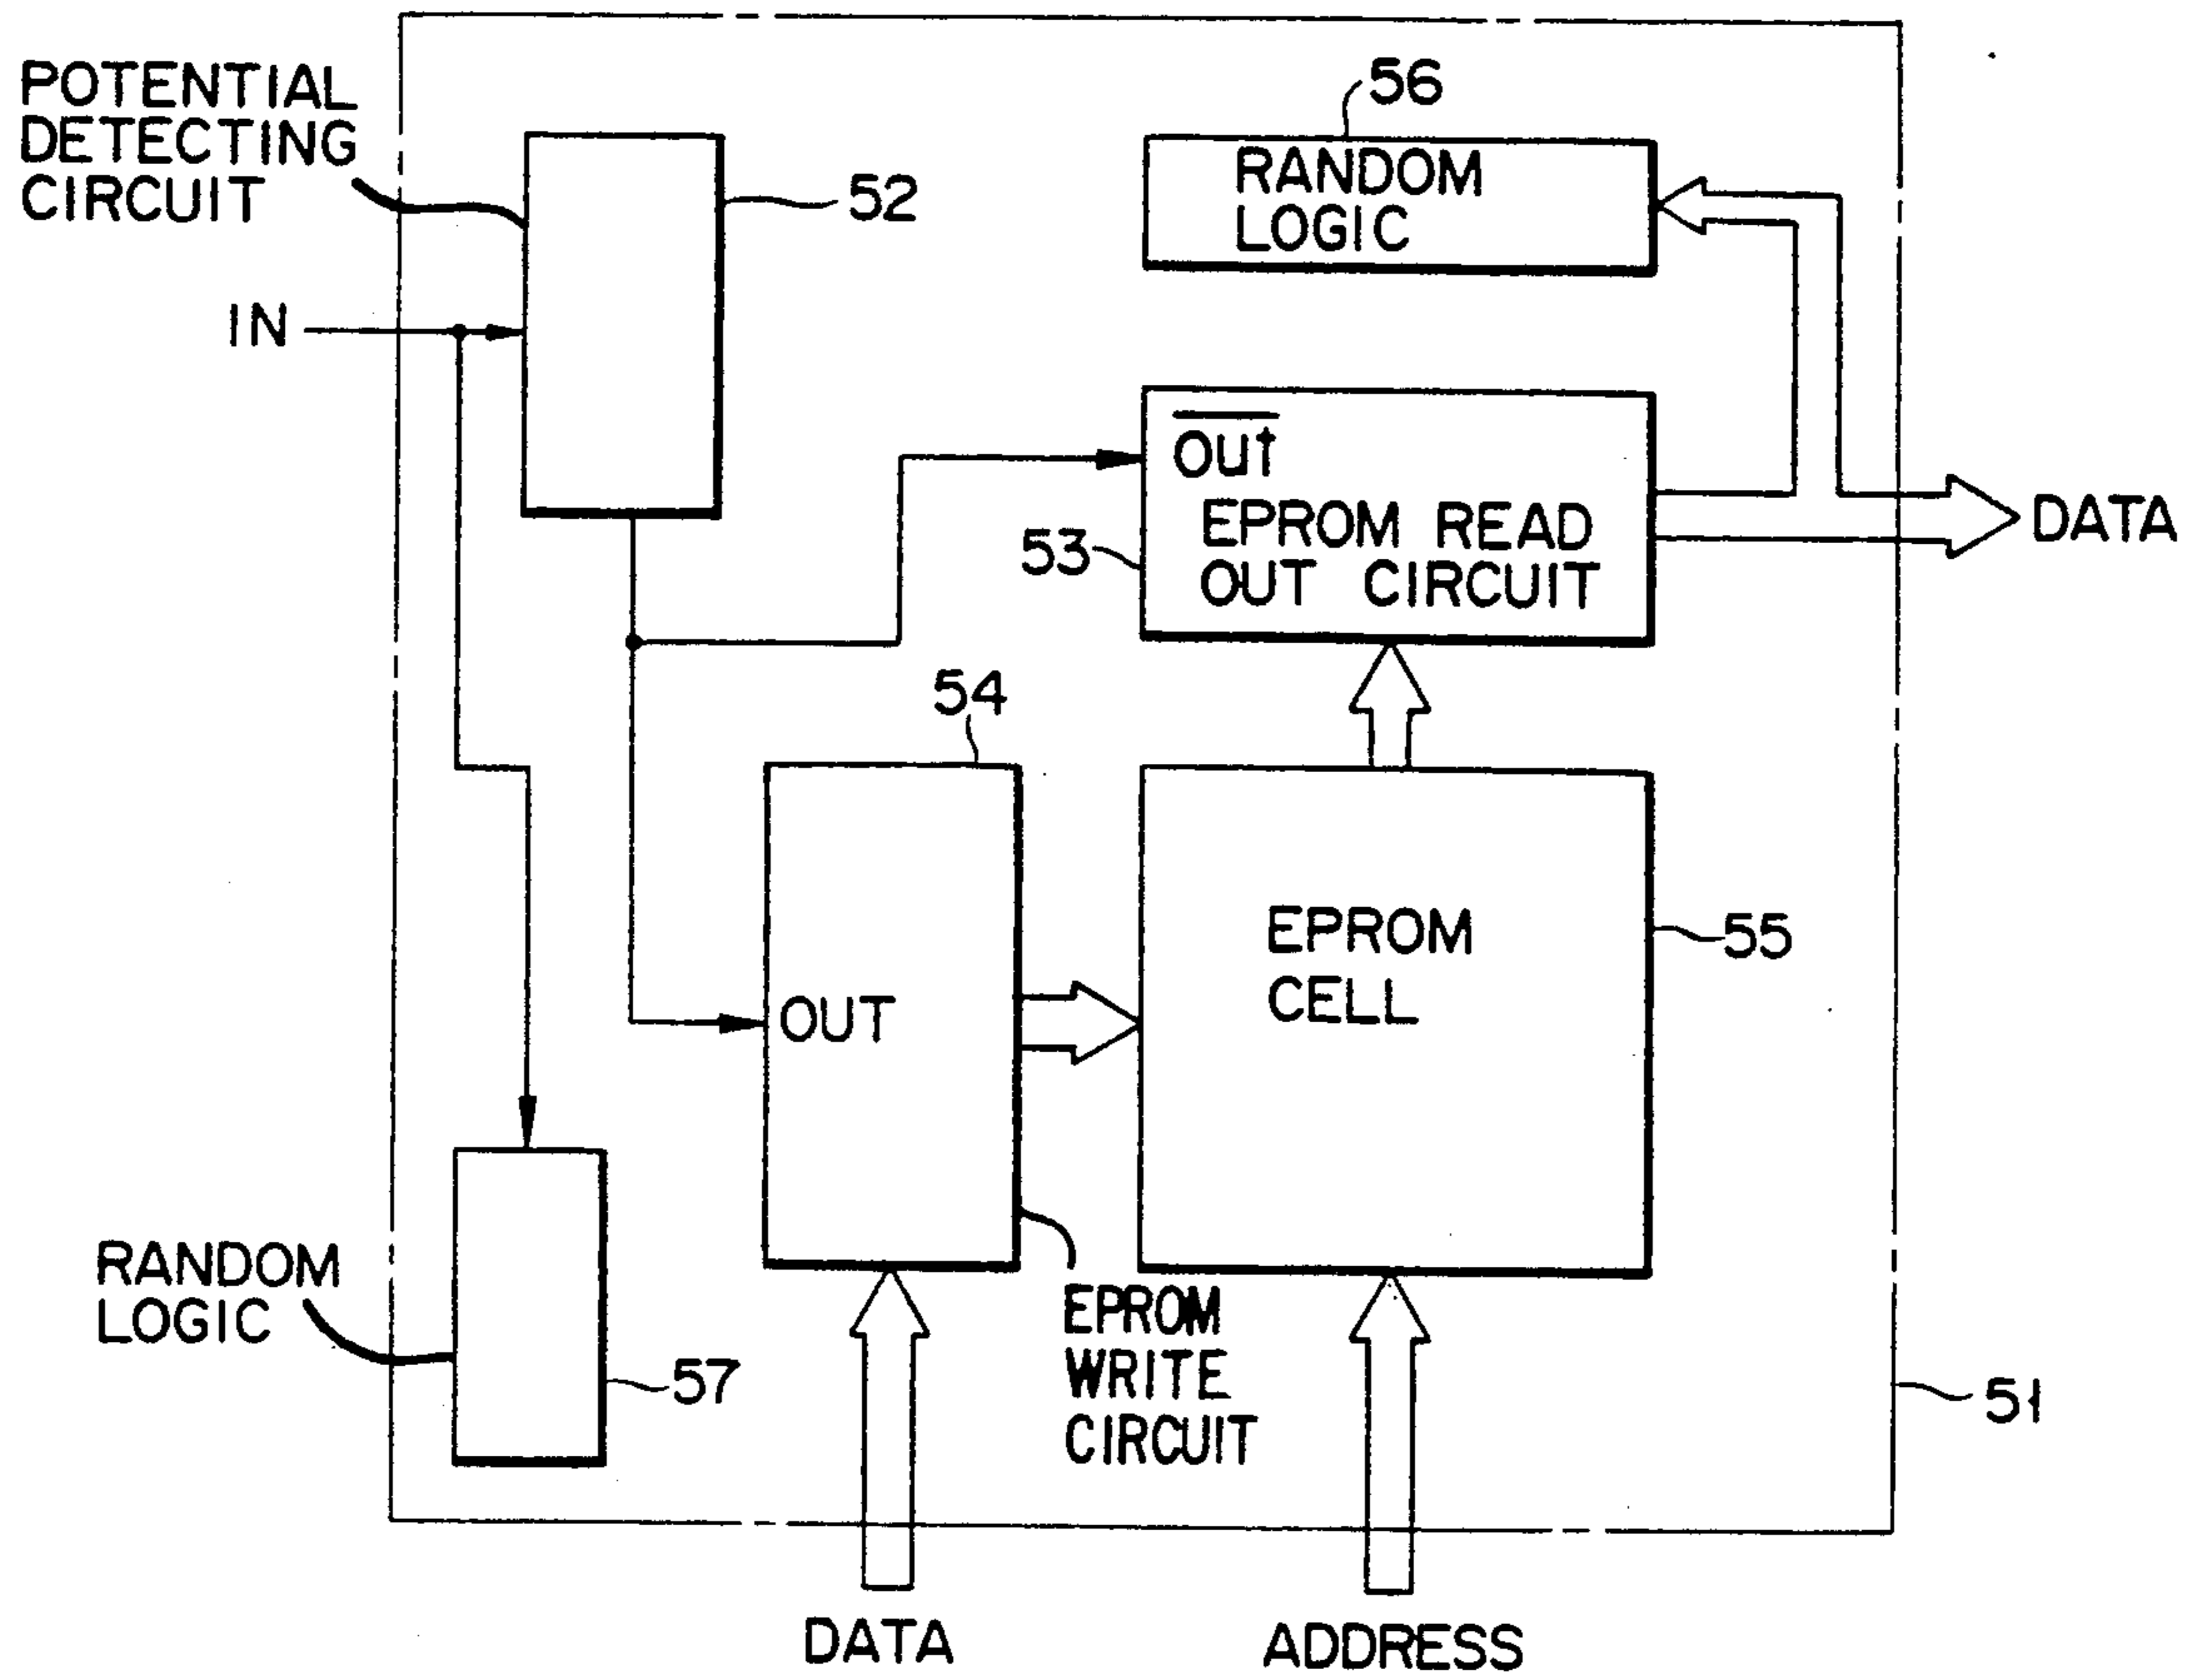 POTENTIAL
DETECTING
CIRCUIT
52
56
RANDOM
LOGIC
IN
O̅u̅t̅
EPROM READ
OUT CIRCUIT
53
DATA
54
OUT
EPROM
CELL
55
RANDOM
LOGIC
57
EPROM
WRITE
CIRCUIT
51
DATA
ADDRESS